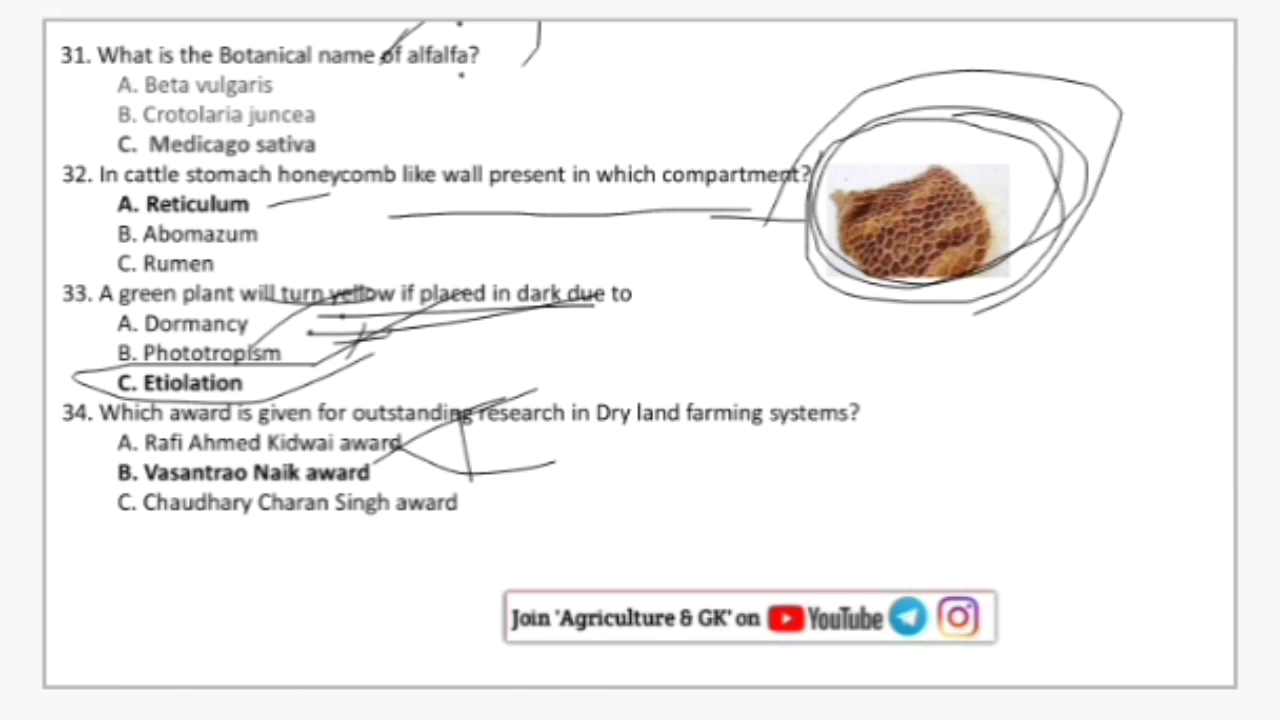 31. What is the Botanical name of alfalfa?
A. Beta vulgaris
B. Crotolaria juncea
C. Medicago sativa
32. In cattle stomach honeycomb like wall present in which compartment?
A. Reticulum
B. Abomazum
C. Rumen
33. A green plant will turn yellow if placed in dark due to
A. Dormancy
B. Phototropism
C. Etiolation
34. Which award is given for outstanding research in Dry land farming systems?
A. Rafi Ahmed Kidwai award
B. Vasantrao Naik award
C. Chaudhary Charan Singh award
Join 'Agriculture & GK' on YouTube